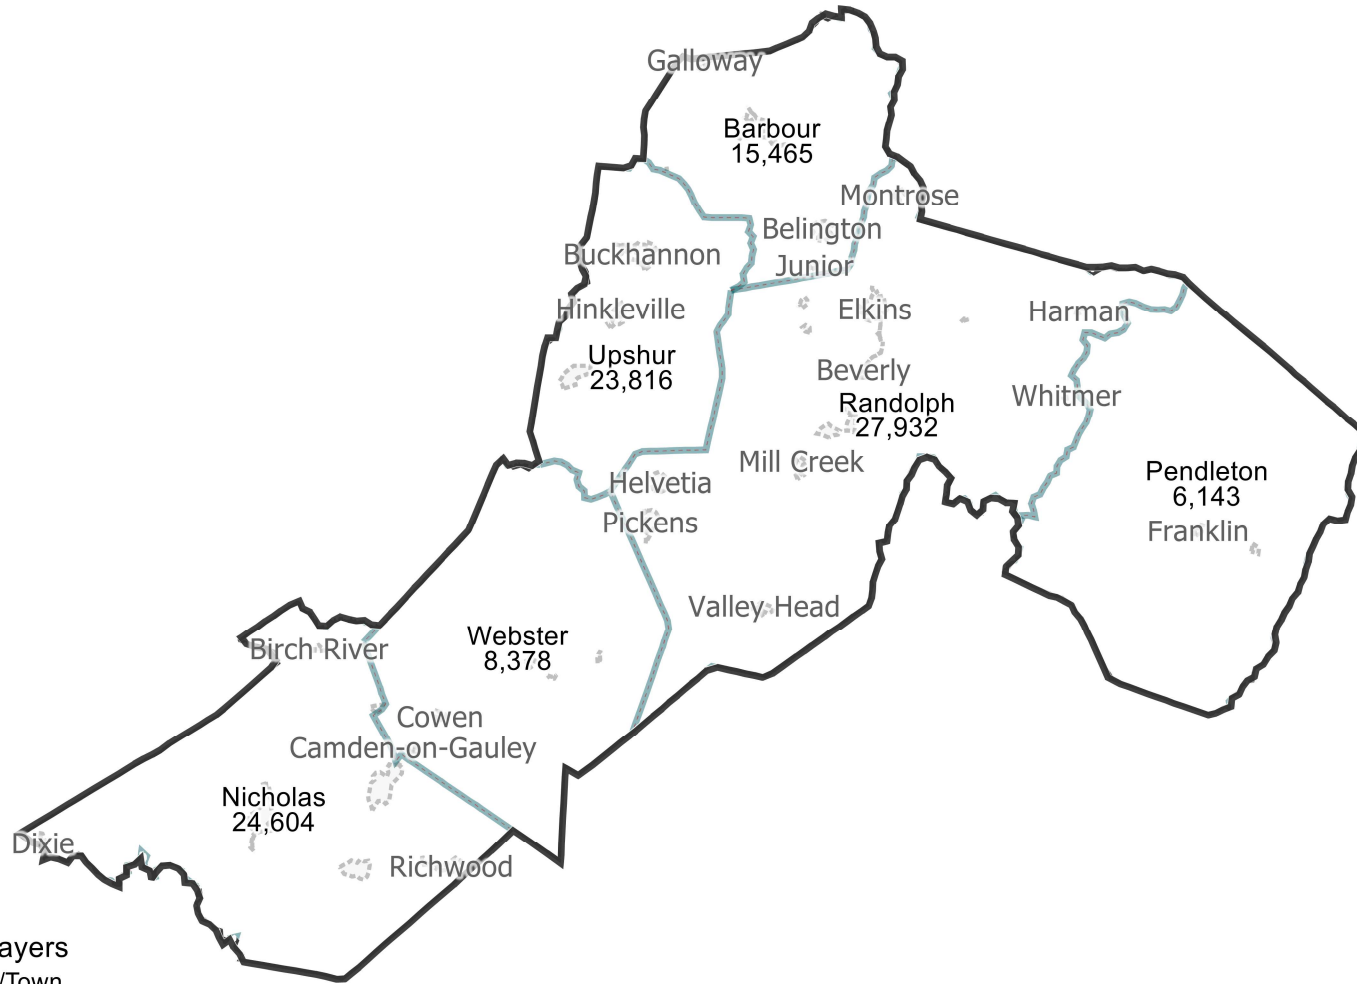 Galloway
Barbour
15,465
Montrose
Belington
Buckhannon
Junior
Hinkleville
Elkins
Harman
Upshur
23,816
Beverly
Whitmer
Randolph
27,932
Mill Creek
Pendleton
6,143
Helvetia
Pickens
Franklin
Valley Head
Webster
8,378
Birch River
Cowen
Camden-on-Gauley
Nicholas
24,604
Dixie
Richwood
ayers
/Town